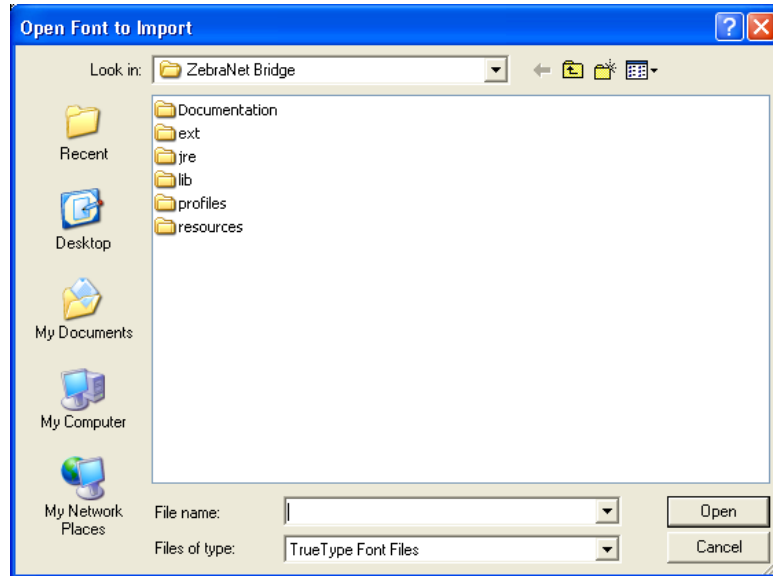 Open Font to Import
Look in: ZebraNet Bridge
Documentation
ext
jre
lib
profiles
resources
Recent
Desktop
My Documents
My Computer
My Network
Places
File name:
Open
Files of type: TrueType Font Files
Cancel